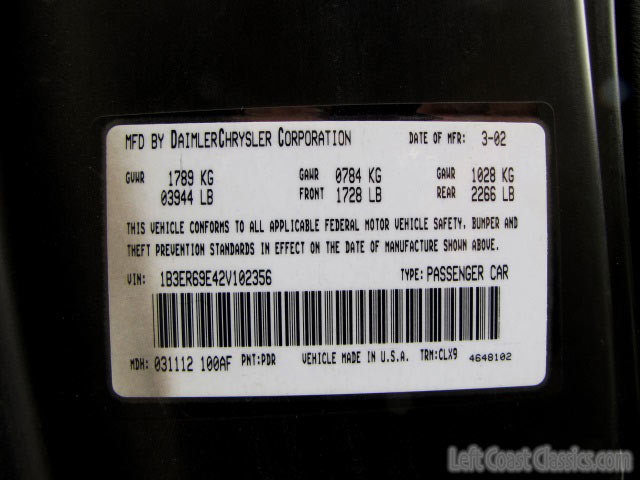 MFD BY DAIMLERCHRYSLER CORPORATION DATE OF MFR: 3-02
GVWR 1789 KG GAWR 0784 KG GAWR 1028 KG
03944 LB FRONT 1728 LB REAR 2266 LB
THIS VEHICLE CONFORMS TO ALL APPLICABLE FEDERAL MOTOR VEHICLE SAFETY, BUMPER AND
THEFT PREVENTION STANDARDS IN EFFECT ON THE DATE OF MANUFACTURE SHOWN ABOVE.
VIN: 1B3ER69E42V102356 TYPE: PASSENGER CAR
MDH: 031112 100AF PNT: PDR VEHICLE MADE IN U.S.A. TRM: CLX9 4648102
Left Coast Classics.com